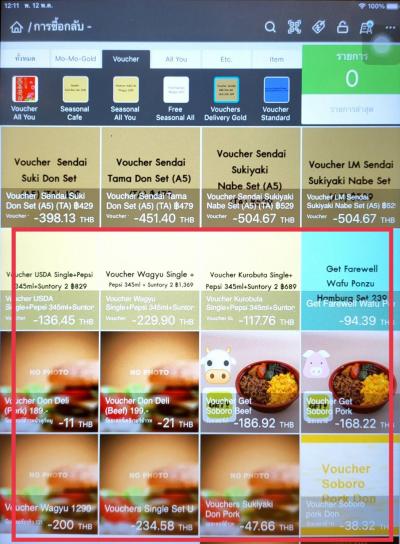 12:11 พ. 12 พ.ค.
100%
/ การซื้อกลับ -
ทั้งหมด
Mo-Mo-Gold
Voucher
All You
Etc.
Item
รายการ
0
รายการล่าสุด
Voucher All You
Seasonal Cafe
Seasonal All You
Free Seasonal All
Vouchers Delivery Gold
Voucher Standard
Voucher Sendai
Suki Don Set
Voucher Sendai Suki
Don Set (A5) (TA) ฿429
Voucher
-398.13 THB
Voucher Sendai
Tama Don Set (A5)
Voucher Sendai Tama
Don Set (A5) (TA) ฿479
Voucher
-451.40 THB
Voucher Sendai
Sukiyaki
Nabe Set (A5)
Voucher Sendai Sukiyaki
Nabe Set (A5) (TA) ฿529
Voucher
-504.67 THB
Voucher LM Sendai
Sukiyaki Nabe Set
Voucher LM Sendai
Sukiyaki Nabe Set (A5)
-504.67 THB
Voucher USDA Single+Pepsi
345ml+Suntory 2 ฿829
Voucher USDA
Single+Pepsi 345ml+Suntor
-136.45 THB
Voucher Wagyu Single +
Pepsi 345ml + Suntory 2 ฿1,369
Voucher Wagyu
Single+Pepsi 345ml+Suntor
-229.90 THB
Voucher Kurobuta Single+
Pepsi 345ml+Suntory 2 ฿689
Voucher Kurobuta
Single+Pepsi 345ml+Suntor
-117.76 THB
Get Farewell
Wafu Ponzu
Hamburg Set 239
Get Farewell Wafu Por
-94.39 THB
NO PHOTO
Voucher Don Deli
(Pork) 189.-
-11 THB
NO PHOTO
Voucher Don Deli
(Beef) 199.-
-21 THB
Voucher Get
Soboro Beef
-186.92 THB
Voucher Get
Soboro Pork
-168.22 THB
NO PHOTO
Voucher Wagyu 1290
-200 THB
NO PHOTO
Vouchers Single Set U
-234.58 THB
NO PHOTO
Vouchers Sukiyaki
Don Pork
-47.66 THB
Voucher
Soboro
Pork Don
Voucher Soboro
pork Don
-38.32 THB